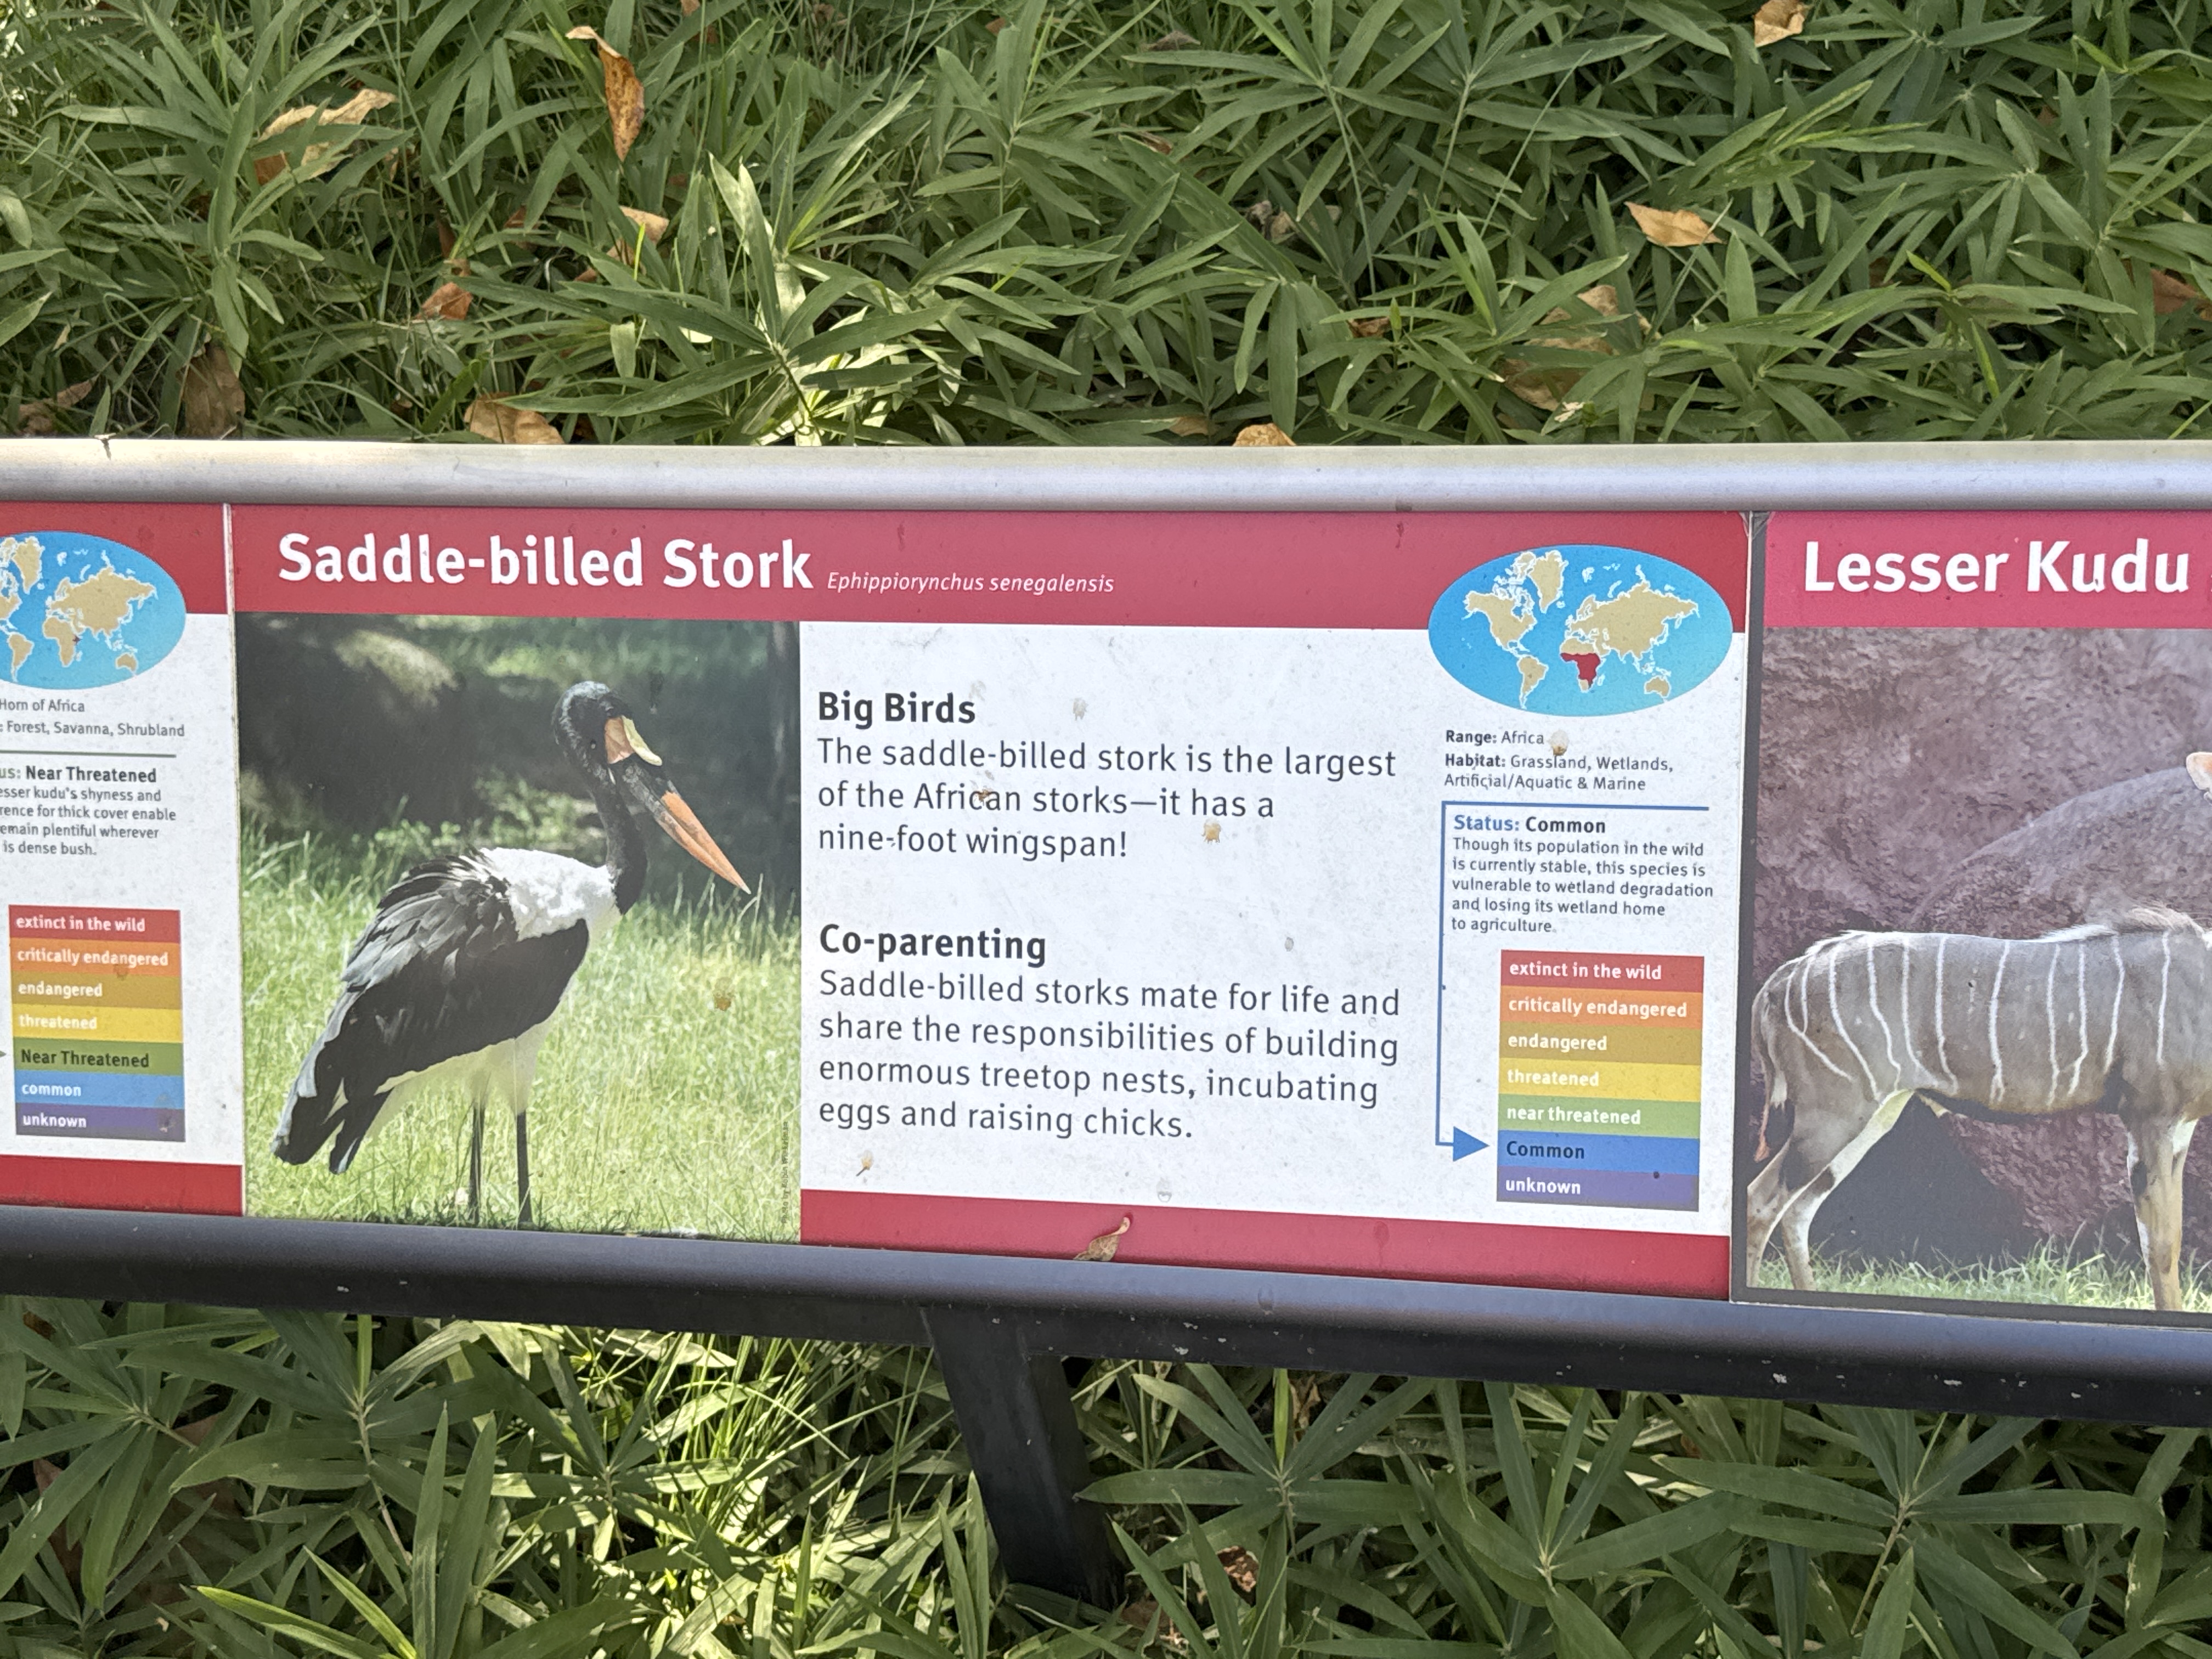 Horn of Africa
: Forest, Savanna, Shrubland
us: Near Threatened
esser kudu's shyness and
rence for thick cover enable
emain plentiful wherever
is dense bush.
extinct in the wild
critically endangered
endangered
threatened
Near Threatened
common
unknown
Saddle-billed Stork Ephippiorynchus senegalensis
Big Birds
The saddle-billed stork is the largest
of the African storks—it has a
nine-foot wingspan!
Co-parenting
Saddle-billed storks mate for life and
share the responsibilities of building
enormous treetop nests, incubating
eggs and raising chicks.
Range: Africa
Habitat: Grassland, Wetlands,
Artificial/Aquatic & Marine
Status: Common
Though its population in the wild
is currently stable, this species is
vulnerable to wetland degradation
and losing its wetland home
to agriculture.
extinct in the wild
critically endangered
endangered
threatened
near threatened
Common
unknown
Lesser Kudu